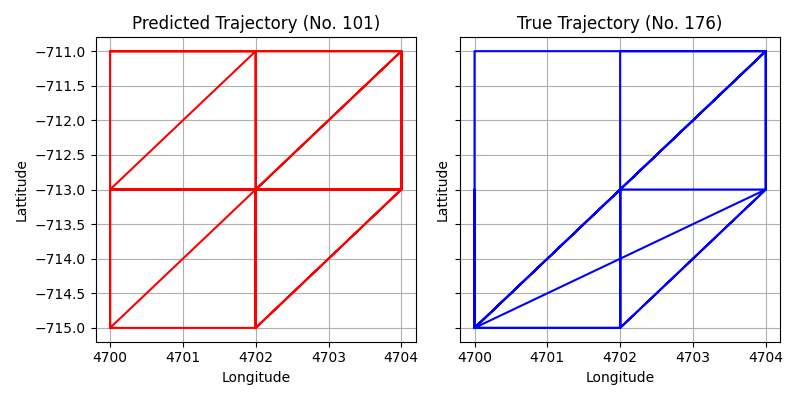 Predicted Trajectory (No. 101)
True Trajectory (No. 176)
−711.0
−711.5
−712.0
−712.5
−713.0
−713.5
−714.0
−714.5
−715.0
Lattitude
Lattitude
4700 4701 4702 4703 4704
4700 4701 4702 4703 4704
Longitude
Longitude